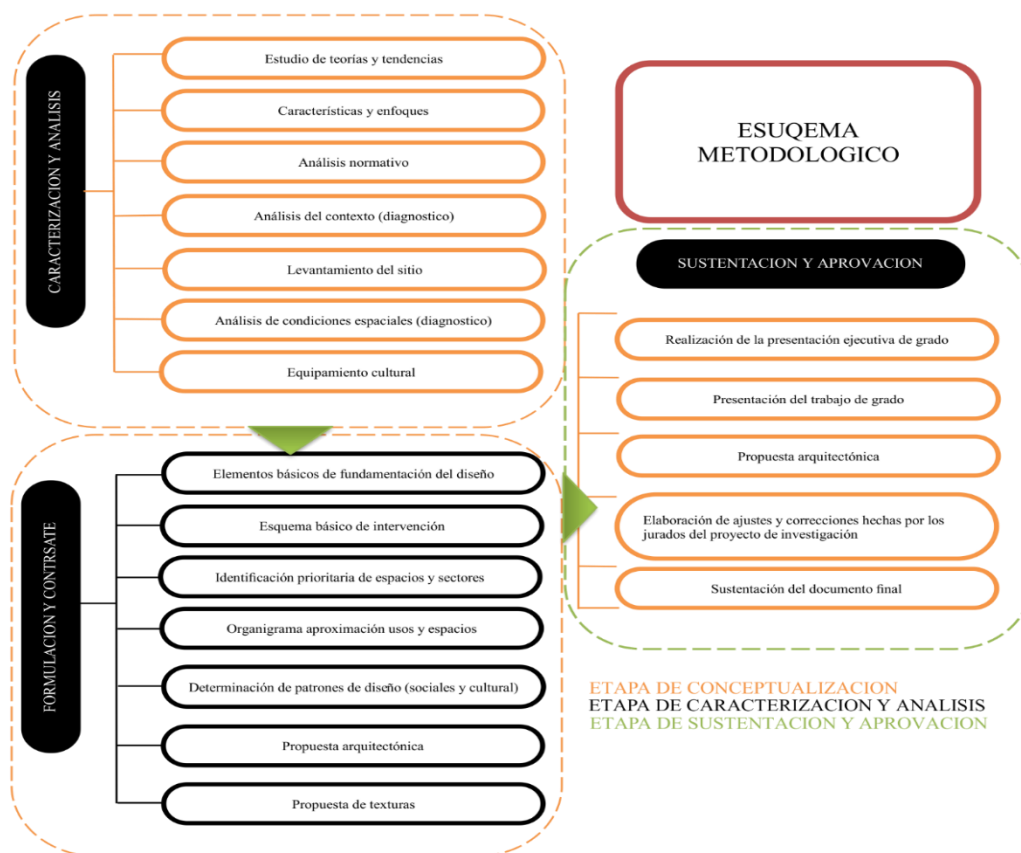 CARACTERIZACION Y ANALISIS
Estudio de teorías y tendencias
Características y enfoques
Análisis normativo
Análisis del contexto (diagnostico)
Levantamiento del sitio
Análisis de condiciones espaciales (diagnostico)
Equipamiento cultural
ESUQEMA
METODOLOGICO
FORMULACION Y CONTRSATE
Elementos básicos de fundamentación del diseño
Esquema básico de intervención
Identificación prioritaria de espacios y sectores
Organigrama aproximación usos y espacios
Determinación de patrones de diseño (sociales y cultural)
Propuesta arquitectónica
Propuesta de texturas
SUSTENTACION Y APROVACION
Realización de la presentación ejecutiva de grado
Presentación del trabajo de grado
Propuesta arquitectónica
Elaboración de ajustes y correcciones hechas por los
jurados del proyecto de investigación
Sustentación del documento final
ETAPA DE CONCEPTUALIZACION
ETAPA DE CARACTERIZACION Y ANALISIS
ETAPA DE SUSTENTACION Y APROVACION